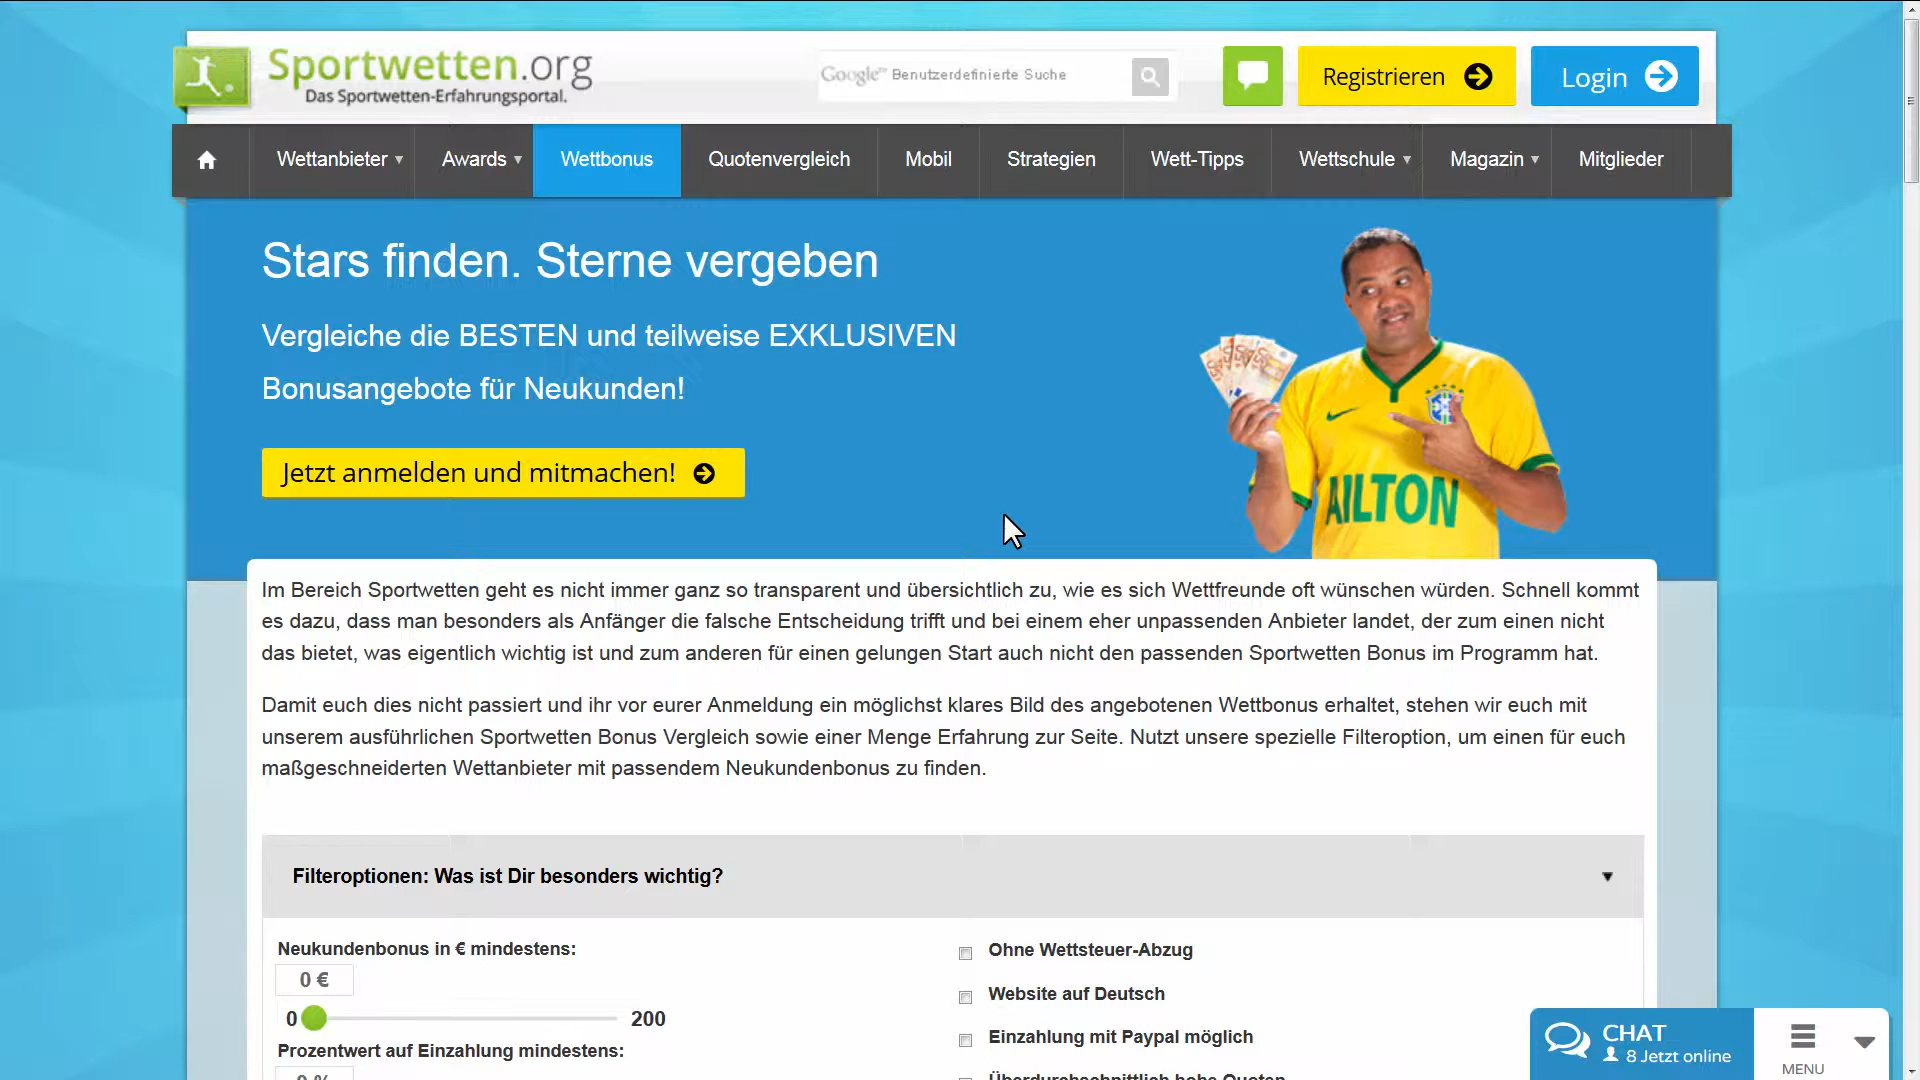 Sportwetten.org
Das Sportwetten-Erfahrungsportal.
Google™ Benutzerdefinierte Suche
Registrieren
Login
Wettanbieter
Awards
Wettbonus
Quotenvergleich
Mobil
Strategien
Wett-Tipps
Wettschule
Magazin
Mitglieder
Stars finden. Sterne vergeben
Vergleiche die BESTEN und teilweise EXKLUSIVEN
Bonusangebote für Neukunden!
Jetzt anmelden und mitmachen!
AILTON
Im Bereich Sportwetten geht es nicht immer ganz so transparent und übersichtlich zu, wie es sich Wettfreunde oft wünschen würden. Schnell kommt
es dazu, dass man besonders als Anfänger die falsche Entscheidung trifft und bei einem eher unpassenden Anbieter landet, der zum einen nicht
das bietet, was eigentlich wichtig ist und zum anderen für einen gelungen Start auch nicht den passenden Sportwetten Bonus im Programm hat.
Damit euch dies nicht passiert und ihr vor eurer Anmeldung ein möglichst klares Bild des angebotenen Wettbonus erhaltet, stehen wir euch mit
unserem ausführlichen Sportwetten Bonus Vergleich sowie einer Menge Erfahrung zur Seite. Nutzt unsere spezielle Filteroption, um einen für euch
maßgeschneiderten Wettanbieter mit passendem Neukundenbonus zu finden.
Filteroptionen: Was ist Dir besonders wichtig?
Neukundenbonus in € mindestens:
0 €
0
200
Prozentwert auf Einzahlung mindestens:
0 %
Ohne Wettsteuer-Abzug
Website auf Deutsch
Einzahlung mit Paypal möglich
Überdurchschnittlich hohe Quoten
CHAT
8 Jetzt online
MENU